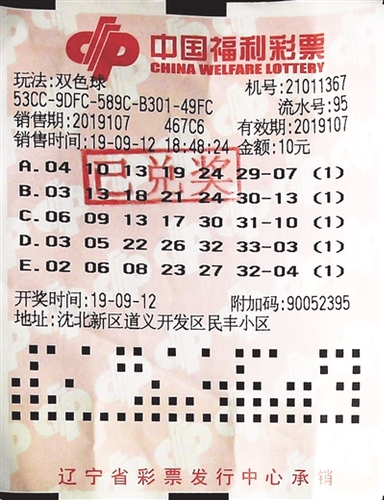 中国福利彩票
CHINA WELFARE LOTTERY
玩法:双色球 机号:21011367
53CC-9DFC-589C-B301-49FC 流水号:95
销售期:2019107 467C6 有效期:2019107
销售时间:19-09-12 18:48:24 金额:10元
已兑奖
A.04 10 13 19 24 29-07 (1)
B.03 13 18 21 24 30-13 (1)
C.06 09 13 17 30 31-10 (1)
D.03 05 22 26 32 33-03 (1)
E.02 06 08 23 27 32-04 (1)
开奖时间:19-09-12 附加码:90052395
地址:沈北新区道义开发区民丰小区
辽宁省彩票发行中心承销